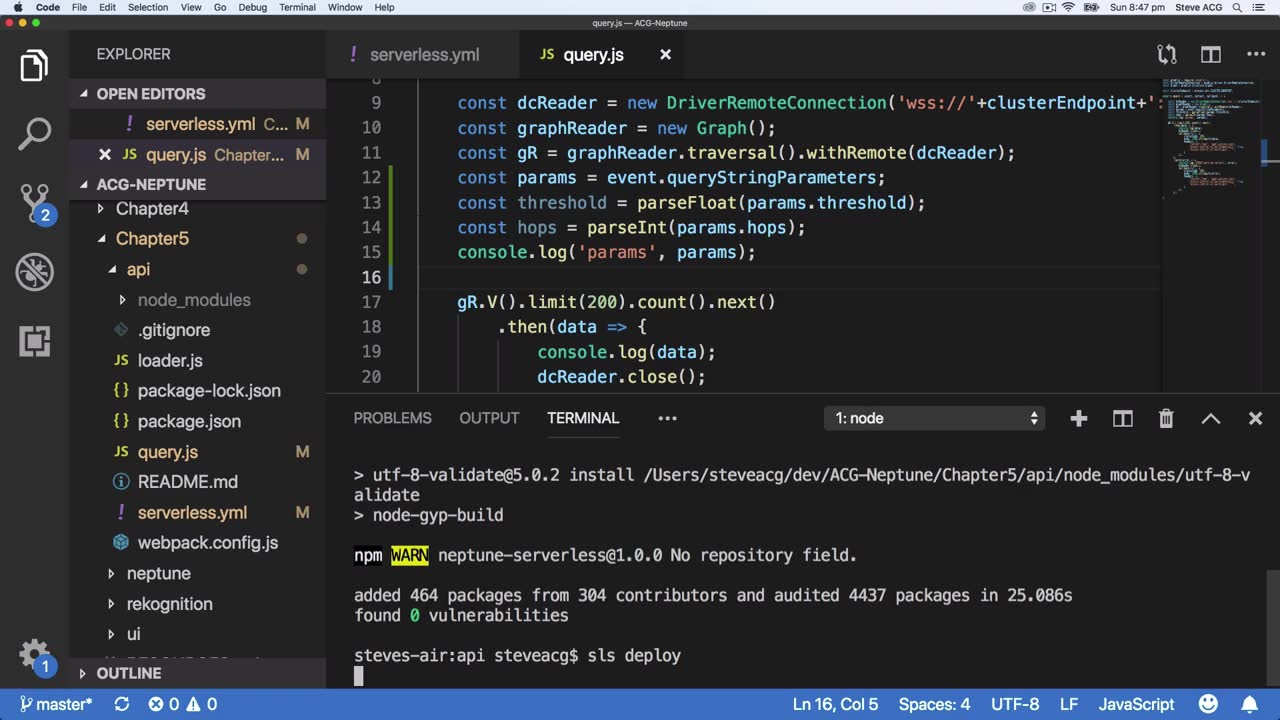 Code File Edit Selection View Go Debug Terminal Window Help Sun 8:47 pm Steve ACG
query.js — ACG-Neptune
EXPLORER
! serverless.yml
JS query.js
OPEN EDITORS
! serverless.yml C... M
JS query.js Chapter... M
ACG-NEPTUNE
Chapter4
Chapter5
api
node_modules
.gitignore
JS loader.js
{} package-lock.json
{} package.json
JS query.js M
README.md
! serverless.yml M
webpack.config.js
neptune
rekognition
ui
OUTLINE
2
1
8
9 const dcReader = new DriverRemoteConnection('wss://'+clusterEndpoint+':
10 const graphReader = new Graph();
11 const gR = graphReader.traversal().withRemote(dcReader);
12 const params = event.queryStringParameters;
13 const threshold = parseFloat(params.threshold);
14 const hops = parseInt(params.hops);
15 console.log('params', params);
16
17 gR.V().limit(200).count().next()
18 .then(data => {
19 console.log(data);
20 dcReader.close();
PROBLEMS OUTPUT TERMINAL ... 1: node
> utf-8-validate@5.0.2 install /Users/steveacg/dev/ACG-Neptune/Chapter5/api/node_modules/utf-8-v
alidate
> node-gyp-build
npm WARN neptune-serverless@1.0.0 No repository field.
added 464 packages from 304 contributors and audited 4437 packages in 25.086s
found 0 vulnerabilities
steves-air:api steveacg$ sls deploy
master* 0 0 Ln 16, Col 5 Spaces: 4 UTF-8 LF JavaScript